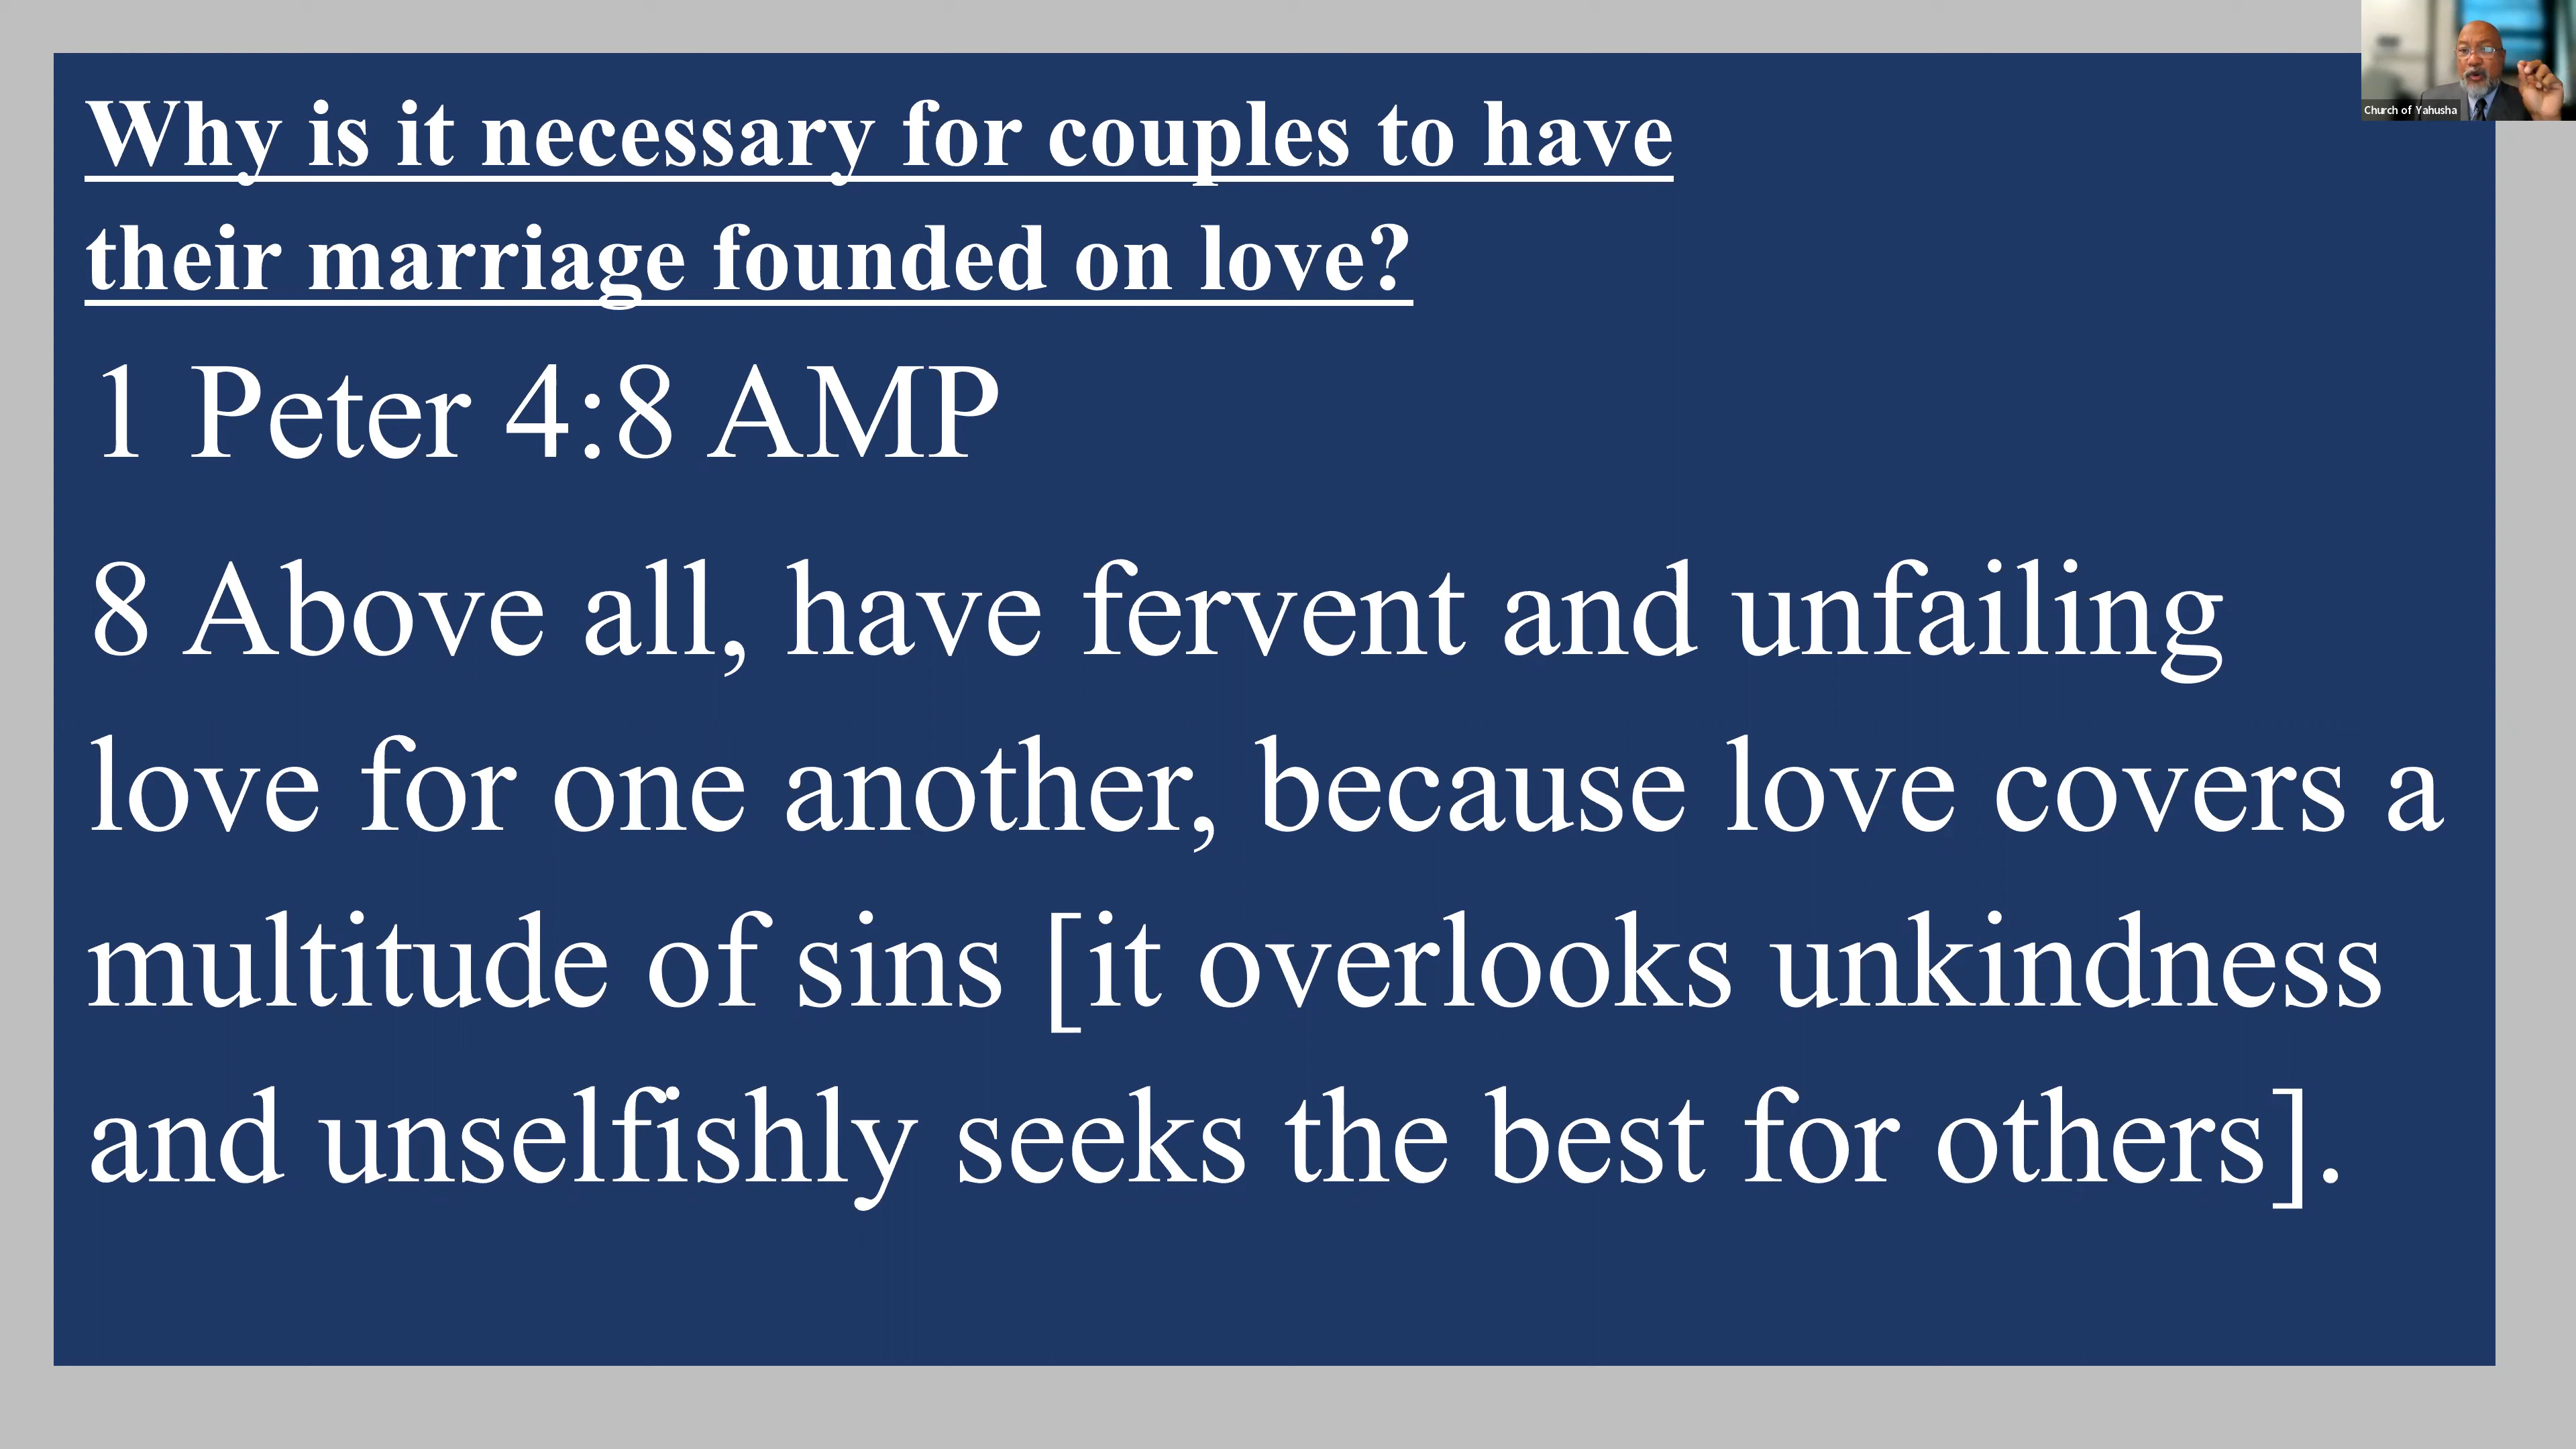 Why is it necessary for couples to have
their marriage founded on love?
1 Peter 4:8 AMP
8 Above all, have fervent and unfailing
love for one another, because love covers a
multitude of sins [it overlooks unkindness
and unselfishly seeks the best for others].
Church of Yahusha